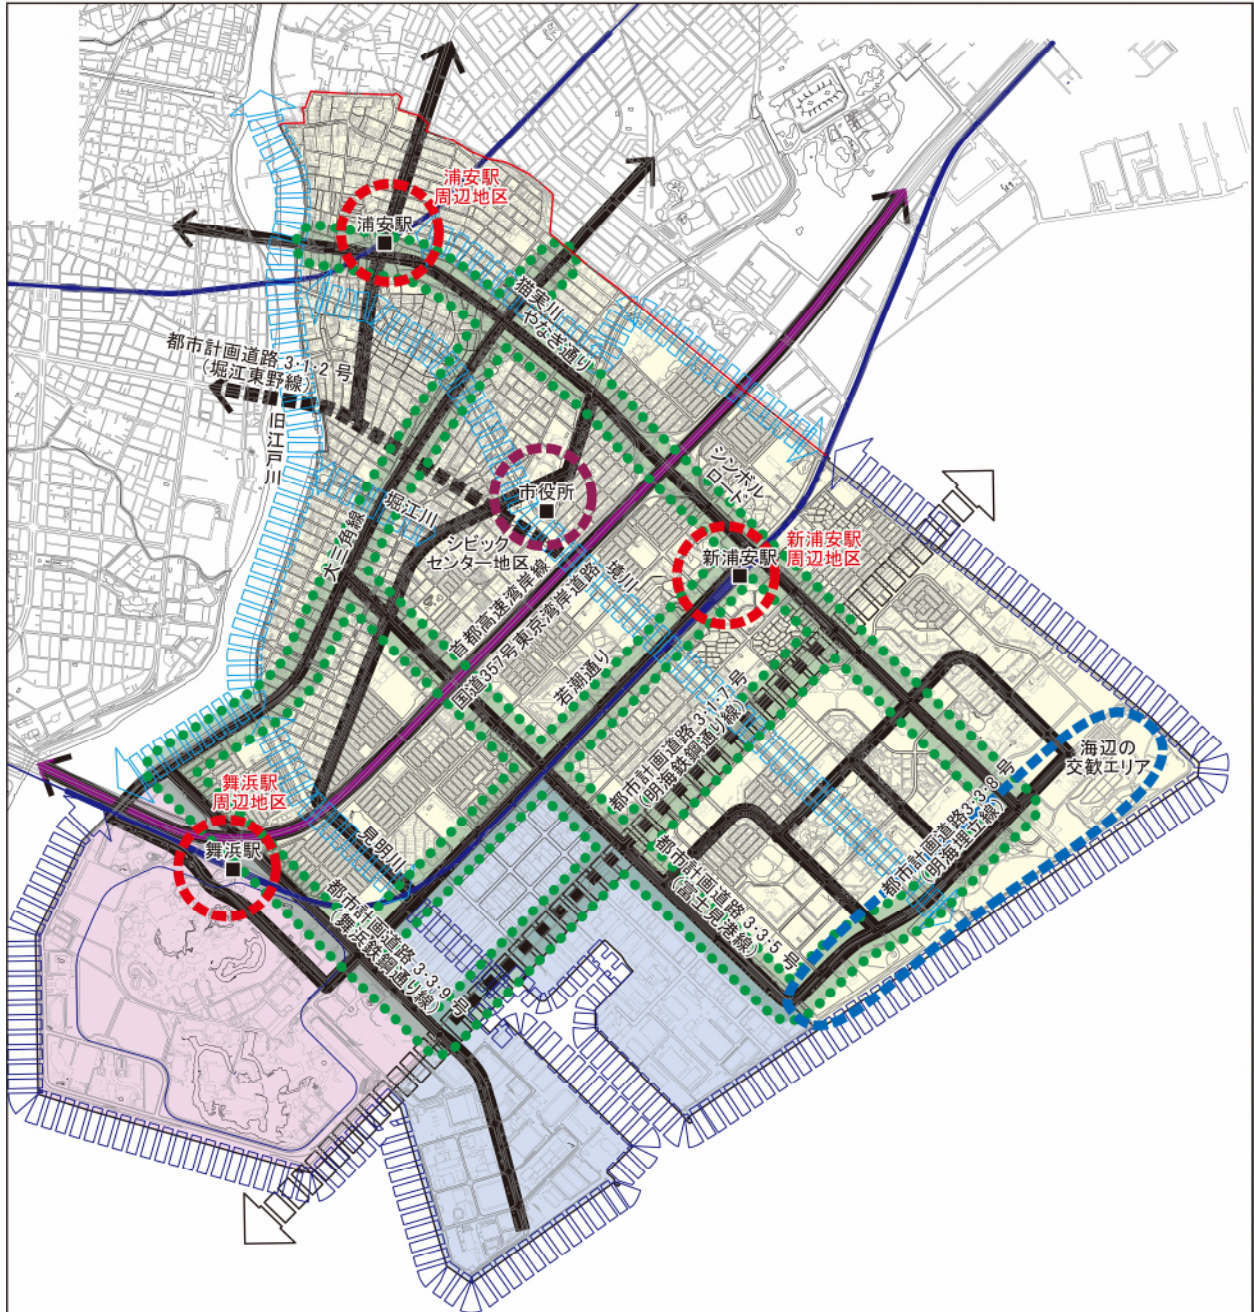 浦安駅
周辺地区
浦安駅
猫実川
やなぎ通り
都市計画道路 3・1・2 号
(堀江東野線)
旧江戸川
シンボル
ロード
市役所
堀江川
シビック
センター地区
大三角線
新浦安駅
周辺地区
新浦安駅
境川
首都高速湾岸線
国道357号東京湾岸道路
若潮通り
都市計画道路 3・1・7 号
(明海鉄鋼通り線)
海辺の
交歓エリア
都市計画道路 3・3・8 号
(明海埋立線)
舞浜駅
周辺地区
舞浜駅
見明川
都市計画道路 3・3・5 号
(富士見港線)
都市計画道路 3・3・9 号
(舞浜鉄鋼通り線)